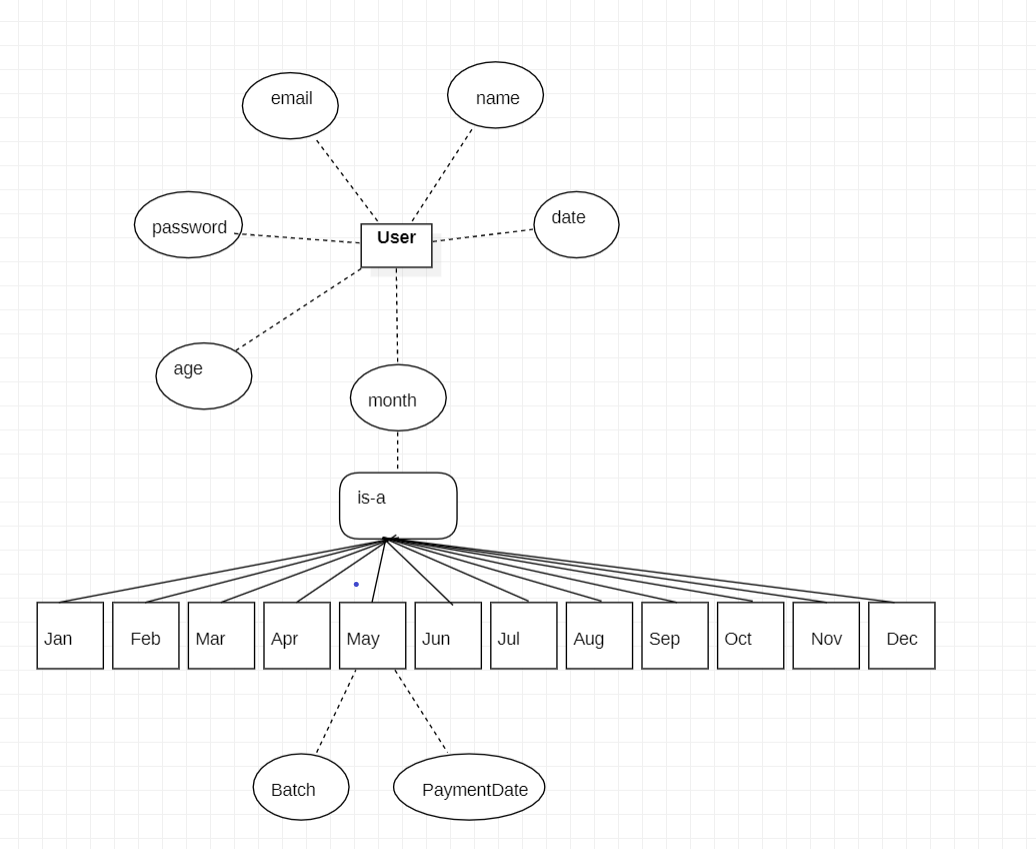 email
name
password
User
date
age
month
is-a
Jan
Feb
Mar
Apr
May
Jun
Jul
Aug
Sep
Oct
Nov
Dec
Batch
PaymentDate